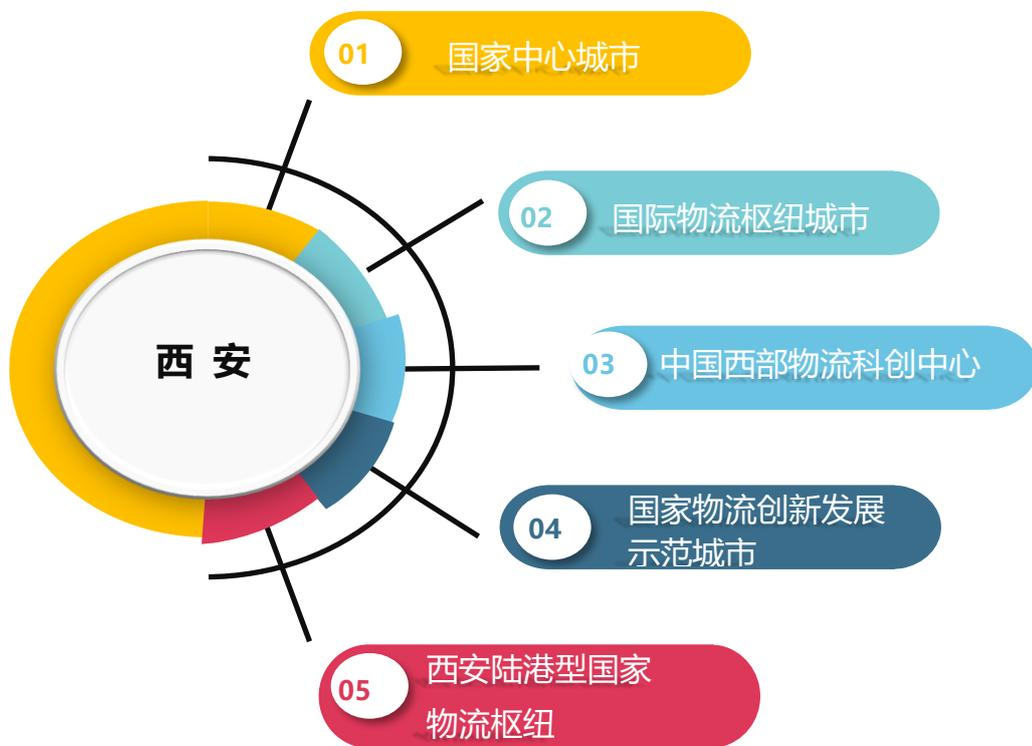 01
国家中心城市
02
国际物流枢纽城市
西 安
03
中国西部物流科创中心
04
国家物流创新发展
示范城市
05
西安陆港型国家
物流枢纽